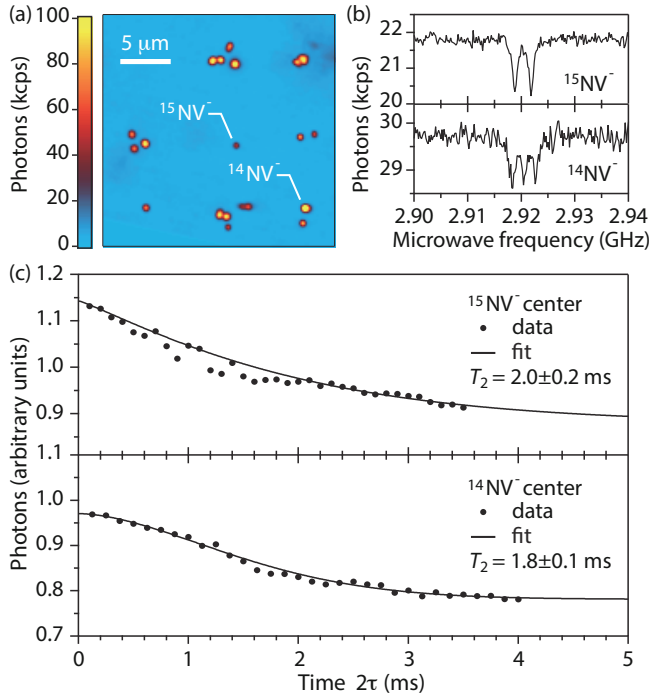 (a)
Photons (kcps)
100
80
60
40
20
0
5 μm
¹⁵NV⁻
¹⁴NV⁻
(b)
Photons (kcps)
22
21
20
¹⁵NV⁻
30
29
¹⁴NV⁻
2.90 2.91 2.92 2.93 2.94
Microwave frequency (GHz)
(c)
Photons (arbitrary units)
1.2
1.1
1.0
0.9
1.1
¹⁵NV⁻ center
data
fit
T₂ = 2.0±0.2 ms
1.0
0.9
0.8
0.7
¹⁴NV⁻ center
data
fit
T₂ = 1.8±0.1 ms
0 1 2 3 4 5
Time 2τ (ms)